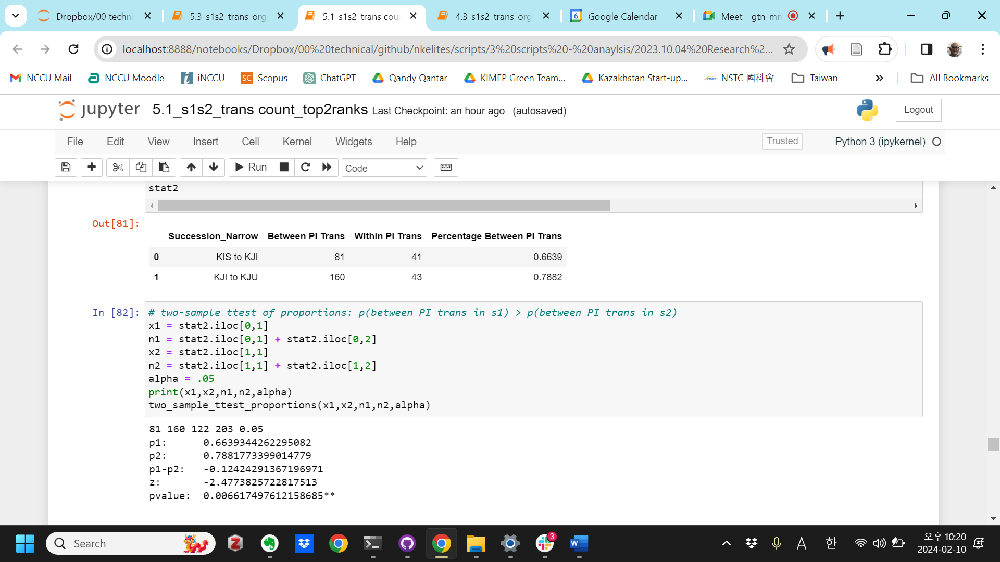 Dropbox/00 techni
5.3_s1s2_trans_org
5.1_s1s2_trans cou
4.3_s1s2_trans_org
6
Google Calendar -
Meet - gtn-mm
localhost:8888/notebooks/Dropbox/00%20technical/github/nkelites/scripts/3%20scripts%20-%20anaylsis/2023.10.04%20Research%2...
NCCU Mail
NCCU Moodle
iNCCU
SC Scopus
ChatGPT
Qandy Qantar
KIMEP Green Team...
Kazakhstan Start-up...
NSTC 國科會
Taiwan
»
All Bookmarks
jupyter 5.1_s1s2_trans count_top2ranks Last Checkpoint: an hour ago (autosaved)
Logout
File Edit View Insert Cell Kernel Widgets Help
Trusted
Python 3 (ipykernel)
Run
Code
stat2
Out[81]:
Succession_Narrow Between PI Trans Within PI Trans Percentage Between PI Trans
0 KIS to KJI 81 41 0.6639
1 KJI to KJU 160 43 0.7882
In [82]:
# two-sample ttest of proportions: p(between PI trans in s1) > p(between PI trans in s2)
x1 = stat2.iloc[0,1]
n1 = stat2.iloc[0,1] + stat2.iloc[0,2]
x2 = stat2.iloc[1,1]
n2 = stat2.iloc[1,1] + stat2.iloc[1,2]
alpha = .05
print(x1,x2,n1,n2,alpha)
two_sample_ttest_proportions(x1,x2,n1,n2,alpha)
81 160 122 203 0.05
p1: 0.6639344262295082
p2: 0.7881773399014779
p1-p2: -0.12424291367196971
z: -2.4773825722817513
pvalue: 0.006617497612158685**
Search
Z
3
W
A
한
오후 10:20
2024-02-10